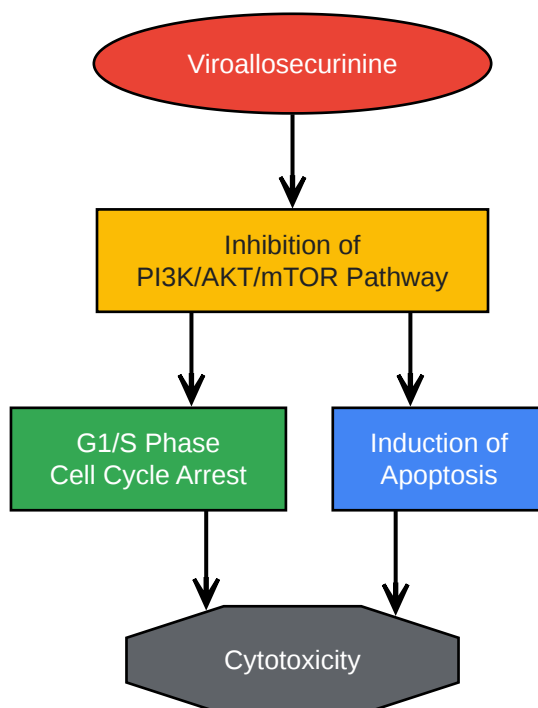 Viroallosecurinine
Inhibition of
PI3K/AKT/mTOR Pathway
G1/S Phase
Cell Cycle Arrest
Induction of
Apoptosis
Cytotoxicity